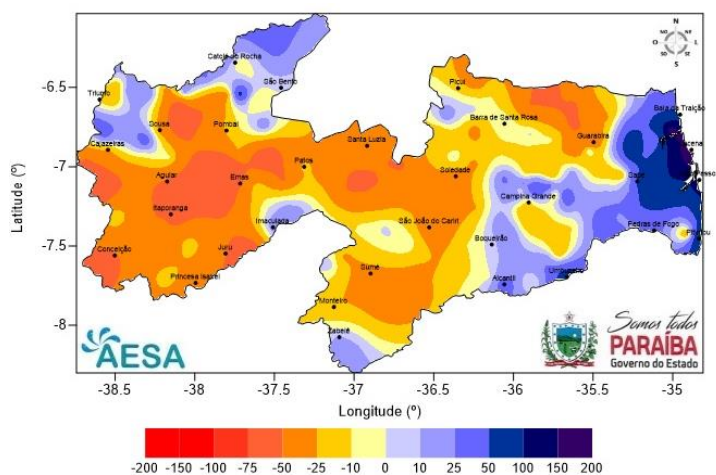 N
NO
NE
O
L
SO
SE
S
-6.5
-7
-7.5
-8
Latitude (º)
Catolé do Rocha
São Bento
Triunfo
Picuí
Baía da Traição
Sousa
Pombal
Barra de Santa Rosa
Santa Luzia
Guarabira
Cajazeiras
Patos
Soledade
Aguiar
Emas
Sapé
Itaporanga
Campina Grande
Imaculada
São João do Cariri
Pedras de Fogo
Boqueirão
Conceição
Juru
Sumé
Princesa Isabel
Alcantil
Umbuzeiro
Monteiro
Zabelê
AESA
Somos todos
PARAÍBA
Governo do Estado
-38.5
-38
-37.5
-37
-36.5
-36
-35.5
-35
Longitude (º)
-200
-150
-100
-75
-50
-25
-10
0
10
25
50
100
150
200